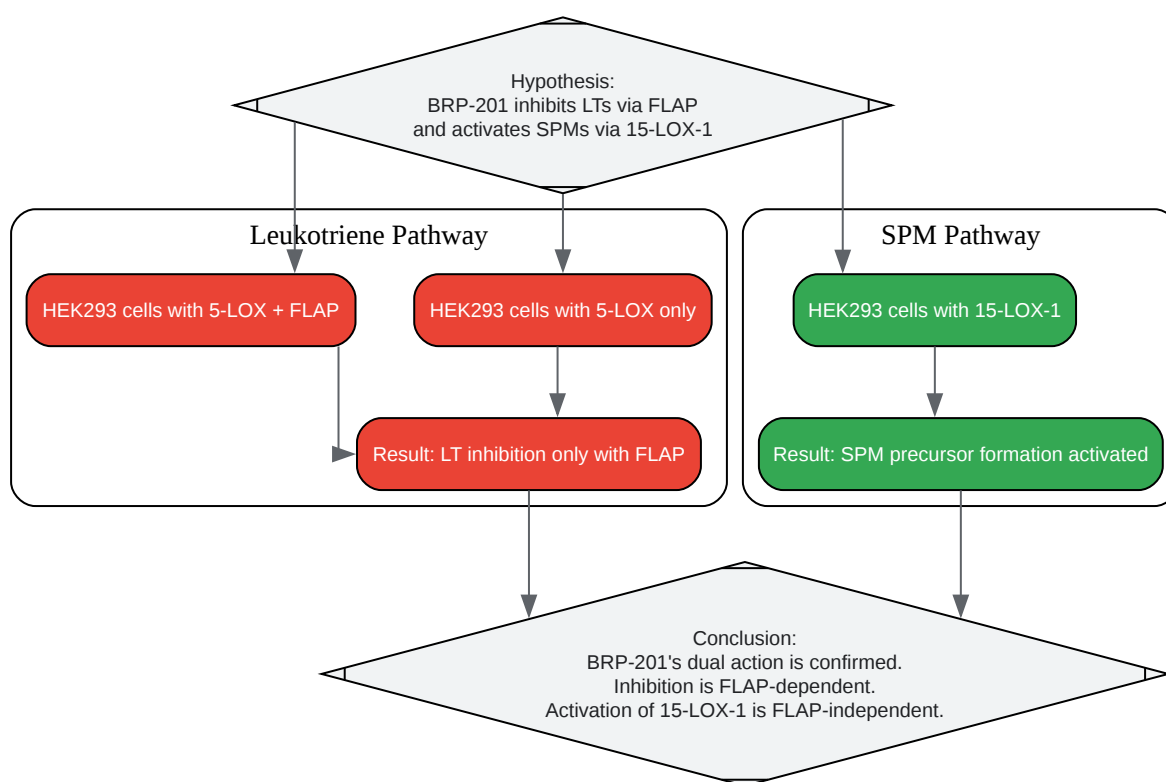 Hypothesis:
BRP-201 inhibits LTs via FLAP
and activates SPMs via 15-LOX-1
Leukotriene Pathway
SPM Pathway
HEK293 cells with 5-LOX + FLAP
HEK293 cells with 5-LOX only
HEK293 cells with 15-LOX-1
Result: LT inhibition only with FLAP
Result: SPM precursor formation activated
Conclusion:
BRP-201's dual action is confirmed.
Inhibition is FLAP-dependent.
Activation of 15-LOX-1 is FLAP-independent.